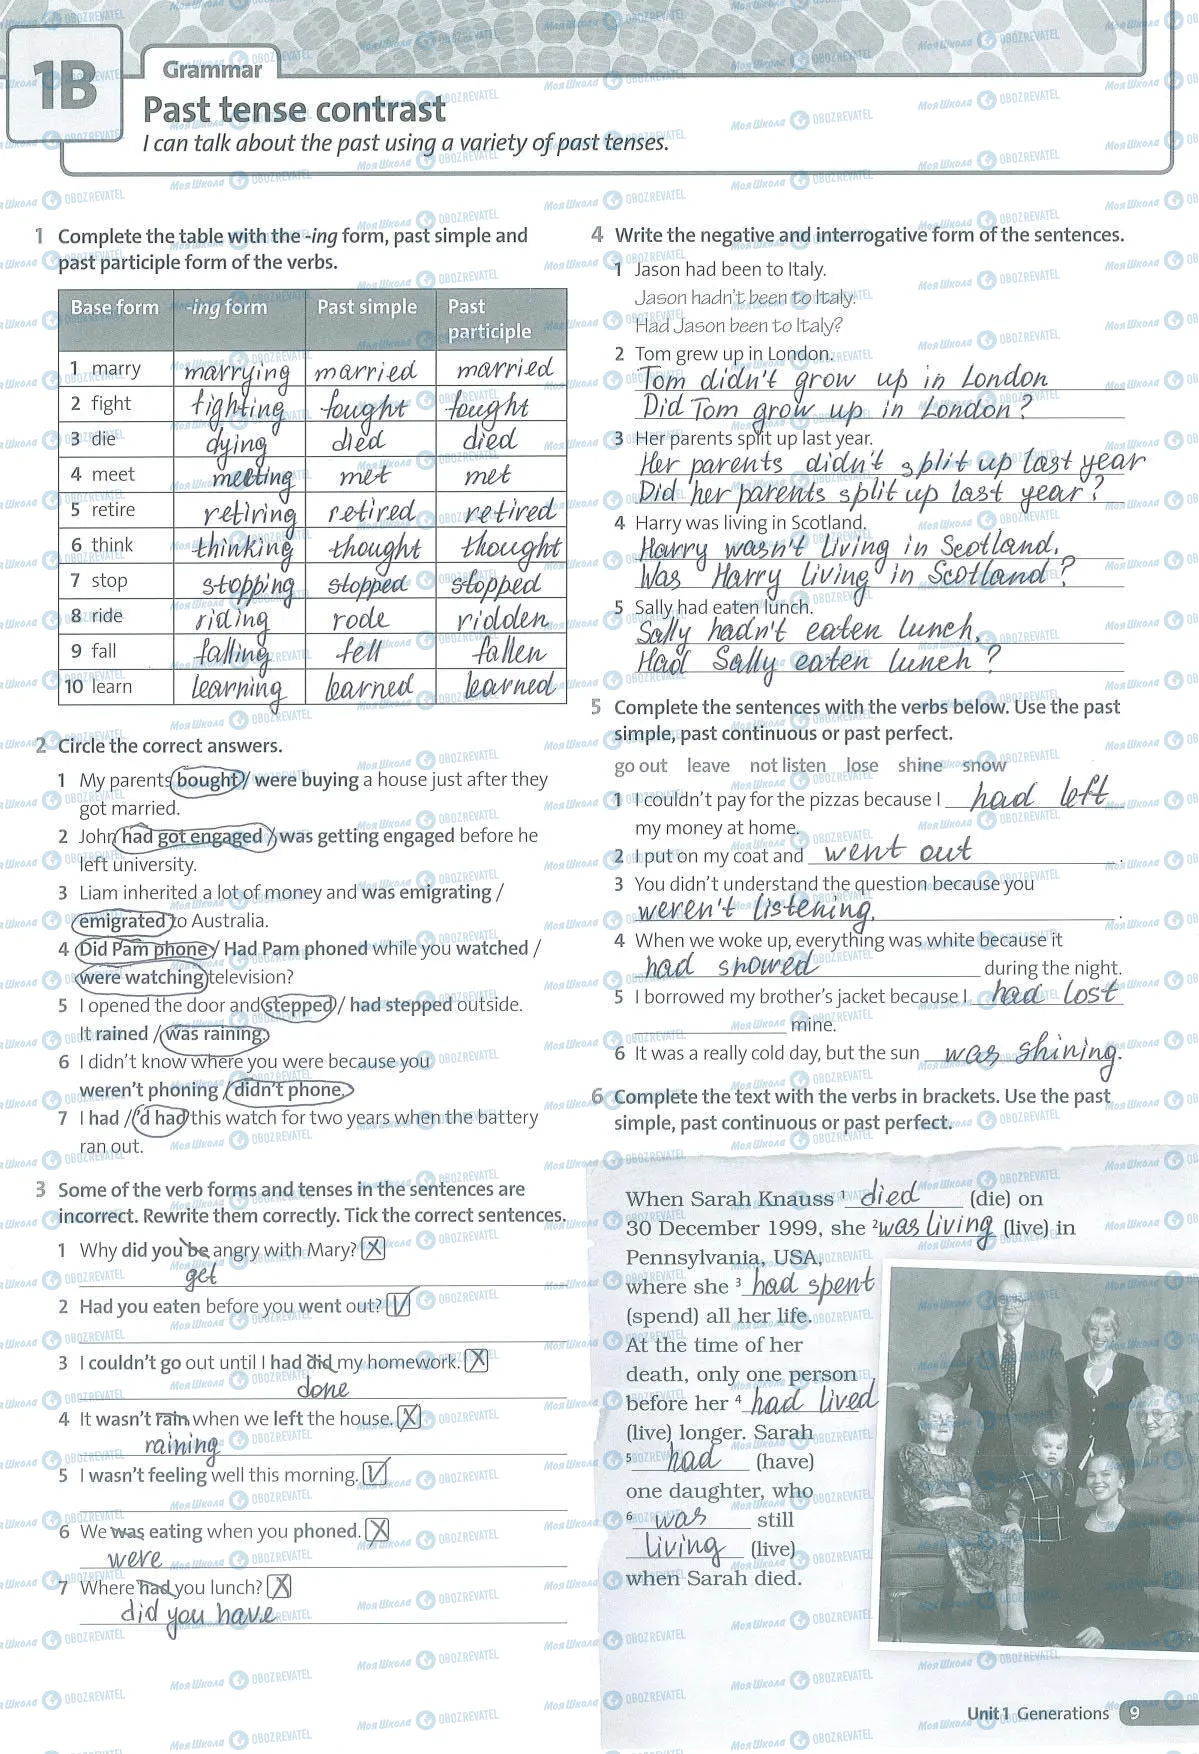 1B
Grammar
Past tense contrast
I can talk about the past using a variety of past tenses.
1 Complete the table with the -ing form, past simple and
past participle form of the verbs.
Base form -ing form Past simple Past
participle
1 marry marrying married married
2 fight fighting fought fought
3 die dying died died
4 meet meeting met met
5 retire retiring retired retired
6 think thinking thought thought
7 stop stopping stopped stopped
8 ride riding rode ridden
9 fall falling fell fallen
10 learn learning learned learned
2 Circle the correct answers.
1 My parents bought / were buying a house just after they
got married.
2 John had got engaged / was getting engaged before he
left university.
3 Liam inherited a lot of money and was emigrating /
emigrated to Australia.
4 Did Pam phone / Had Pam phoned while you watched /
were watching television?
5 I opened the door and stepped / had stepped outside.
It rained / was raining.
6 I didn't know where you were because you
weren't phoning / didn't phone.
7 I had / 'd had this watch for two years when the battery
ran out.
3 Some of the verb forms and tenses in the sentences are
incorrect. Rewrite them correctly. Tick the correct sentences.
1 Why did you be angry with Mary? X
get
2 Had you eaten before you went out? ✓
3 I couldn't go out until I had did my homework. X
done
4 It wasn't rain when we left the house. X
raining
5 I wasn't feeling well this morning. ✓
6 We was eating when you phoned. X
were
7 Where had you lunch? X
did you have
4 Write the negative and interrogative form of the sentences.
1 Jason had been to Italy.
Jason hadn't been to Italy.
Had Jason been to Italy?
2 Tom grew up in London.
Tom didn't grow up in London
Did Tom grow up in London?
3 Her parents split up last year.
Her parents didn't split up last year
Did her parents split up last year?
4 Harry was living in Scotland.
Harry wasn't living in Scotland.
Was Harry living in Scotland?
5 Sally had eaten lunch.
Sally hadn't eaten lunch.
Had Sally eaten lunch?
5 Complete the sentences with the verbs below. Use the past
simple, past continuous or past perfect.
go out leave not listen lose shine snow
1 I couldn't pay for the pizzas because I had left
my money at home.
2 I put on my coat and went out .
3 You didn't understand the question because you
weren't listening. .
4 When we woke up, everything was white because it
had snowed during the night.
5 I borrowed my brother's jacket because I had lost
mine.
6 It was a really cold day, but the sun was shining.
6 Complete the text with the verbs in brackets. Use the past
simple, past continuous or past perfect.
When Sarah Knauss 1 died (die) on
30 December 1999, she 2 was living (live) in
Pennsylvania, USA,
where she 3 had spent
(spend) all her life.
At the time of her
death, only one person
before her 4 had lived
(live) longer. Sarah
5 had (have)
one daughter, who
6 was still
living (live)
when Sarah died.
Unit 1 Generations 9
МояШкола OBOZREVATEL